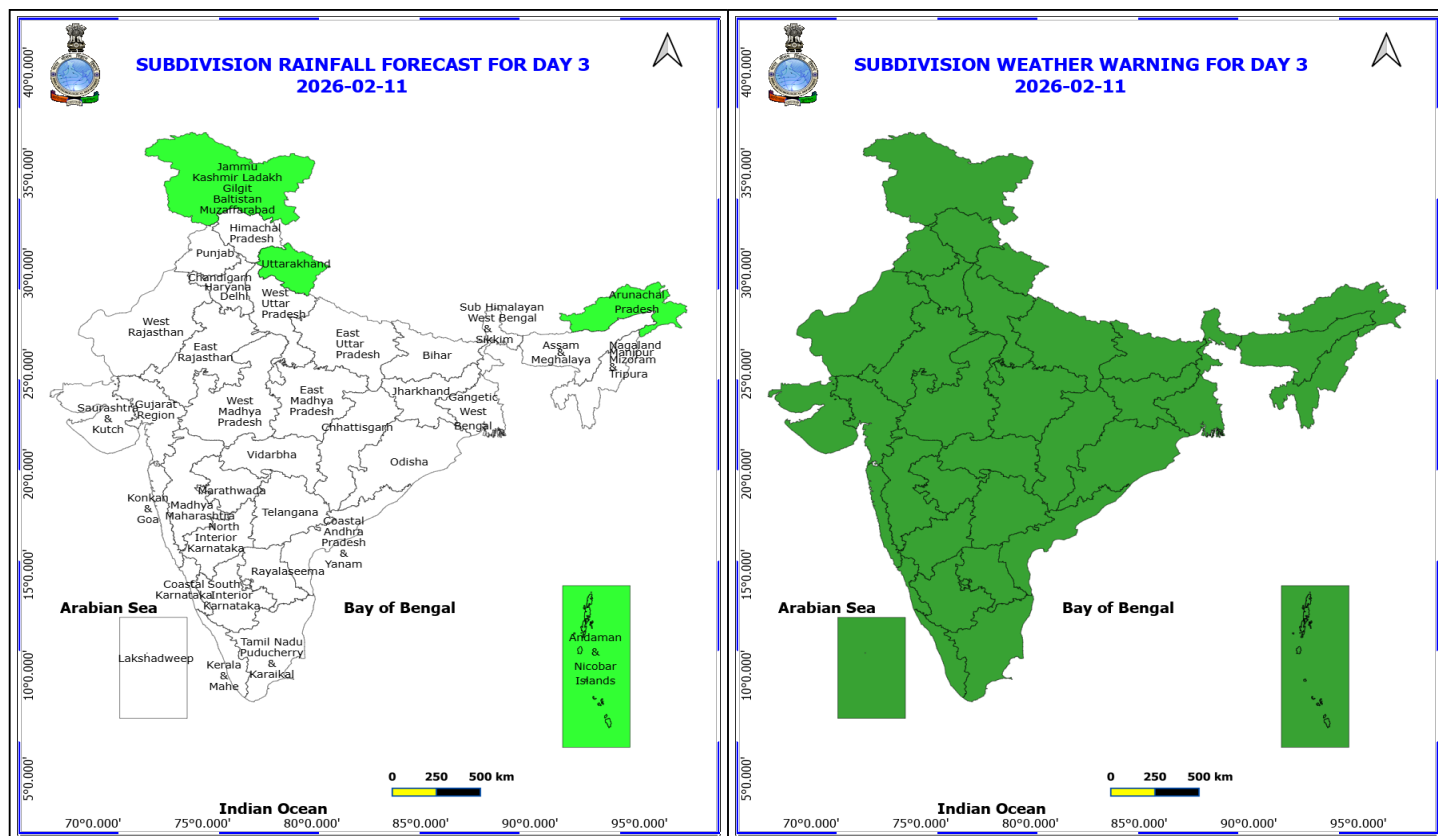 SUBDIVISION RAINFALL FORECAST FOR DAY 3
2026-02-11
40°0.000'
35°0.000'
30°0.000'
25°0.000'
20°0.000'
15°0.000'
10°0.000'
5°0.000'
Jammu
Kashmir Ladakh
Gilgit
Baltistan
Muzaffarabad
Himachal
Pradesh
Punjab
Uttarakhand
Chandigarh
Haryana
Delhi
West
Uttar
Pradesh
Arunachal
Pradesh
Sub Himalayan
West Bengal
&
Sikkim
West
Rajasthan
East
Rajasthan
East
Uttar
Pradesh
Bihar
Assam
&
Meghalaya
Nagaland
Manipur
Mizoram
&
Tripura
Saurashtra
&
Kutch
Gujarat
Region
West
Madhya
Pradesh
East
Madhya
Pradesh
Jharkhand
Gangetic
West
Bengal
Chhattisgarh
Vidarbha
Odisha
Konkan
&
Goa
Marathwada
Madhya
Maharashtra
North
Interior
Karnataka
Telangana
Coastal
Andhra
Pradesh
&
Yanam
Rayalaseema
Coastal
Karnataka
South
Interior
Karnataka
Arabian Sea
Bay of Bengal
Lakshadweep
Kerala
&
Mahe
Tamil Nadu
Puducherry
&
Karaikal
Andaman
&
Nicobar
Islands
0 250 500 km
Indian Ocean
70°0.000' 75°0.000' 80°0.000' 85°0.000' 90°0.000' 95°0.000'
SUBDIVISION WEATHER WARNING FOR DAY 3
2026-02-11
40°0.000'
35°0.000'
30°0.000'
25°0.000'
20°0.000'
15°0.000'
10°0.000'
5°0.000'
Arabian Sea
Bay of Bengal
0 250 500 km
Indian Ocean
70°0.000' 75°0.000' 80°0.000' 85°0.000' 90°0.000' 95°0.000'